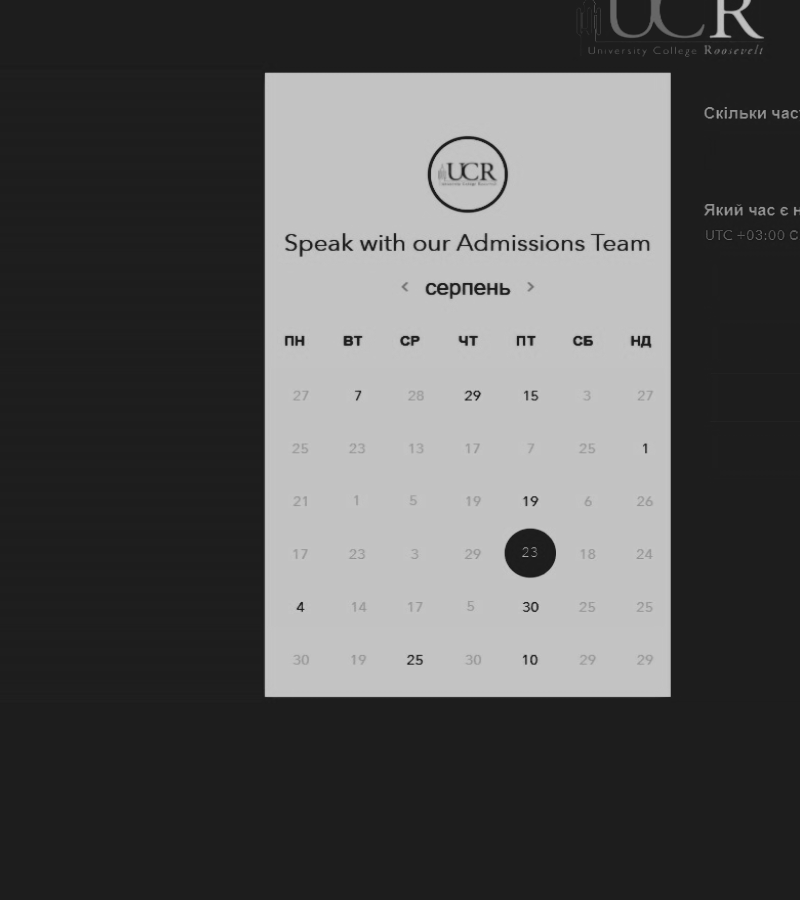 UCR
University College Roosevelt
Скільки час
UCR
University College Roosevelt
Який час є н
UTC +03:00 С
Speak with our Admissions Team
< серпень >
ПН ВТ СР ЧТ ПТ СБ НД
27 7 28 29 15 3 27
25 23 13 17 7 25 1
21 1 5 19 19 6 26
17 23 3 29 23 18 24
4 14 17 5 30 25 25
30 19 25 30 10 29 29